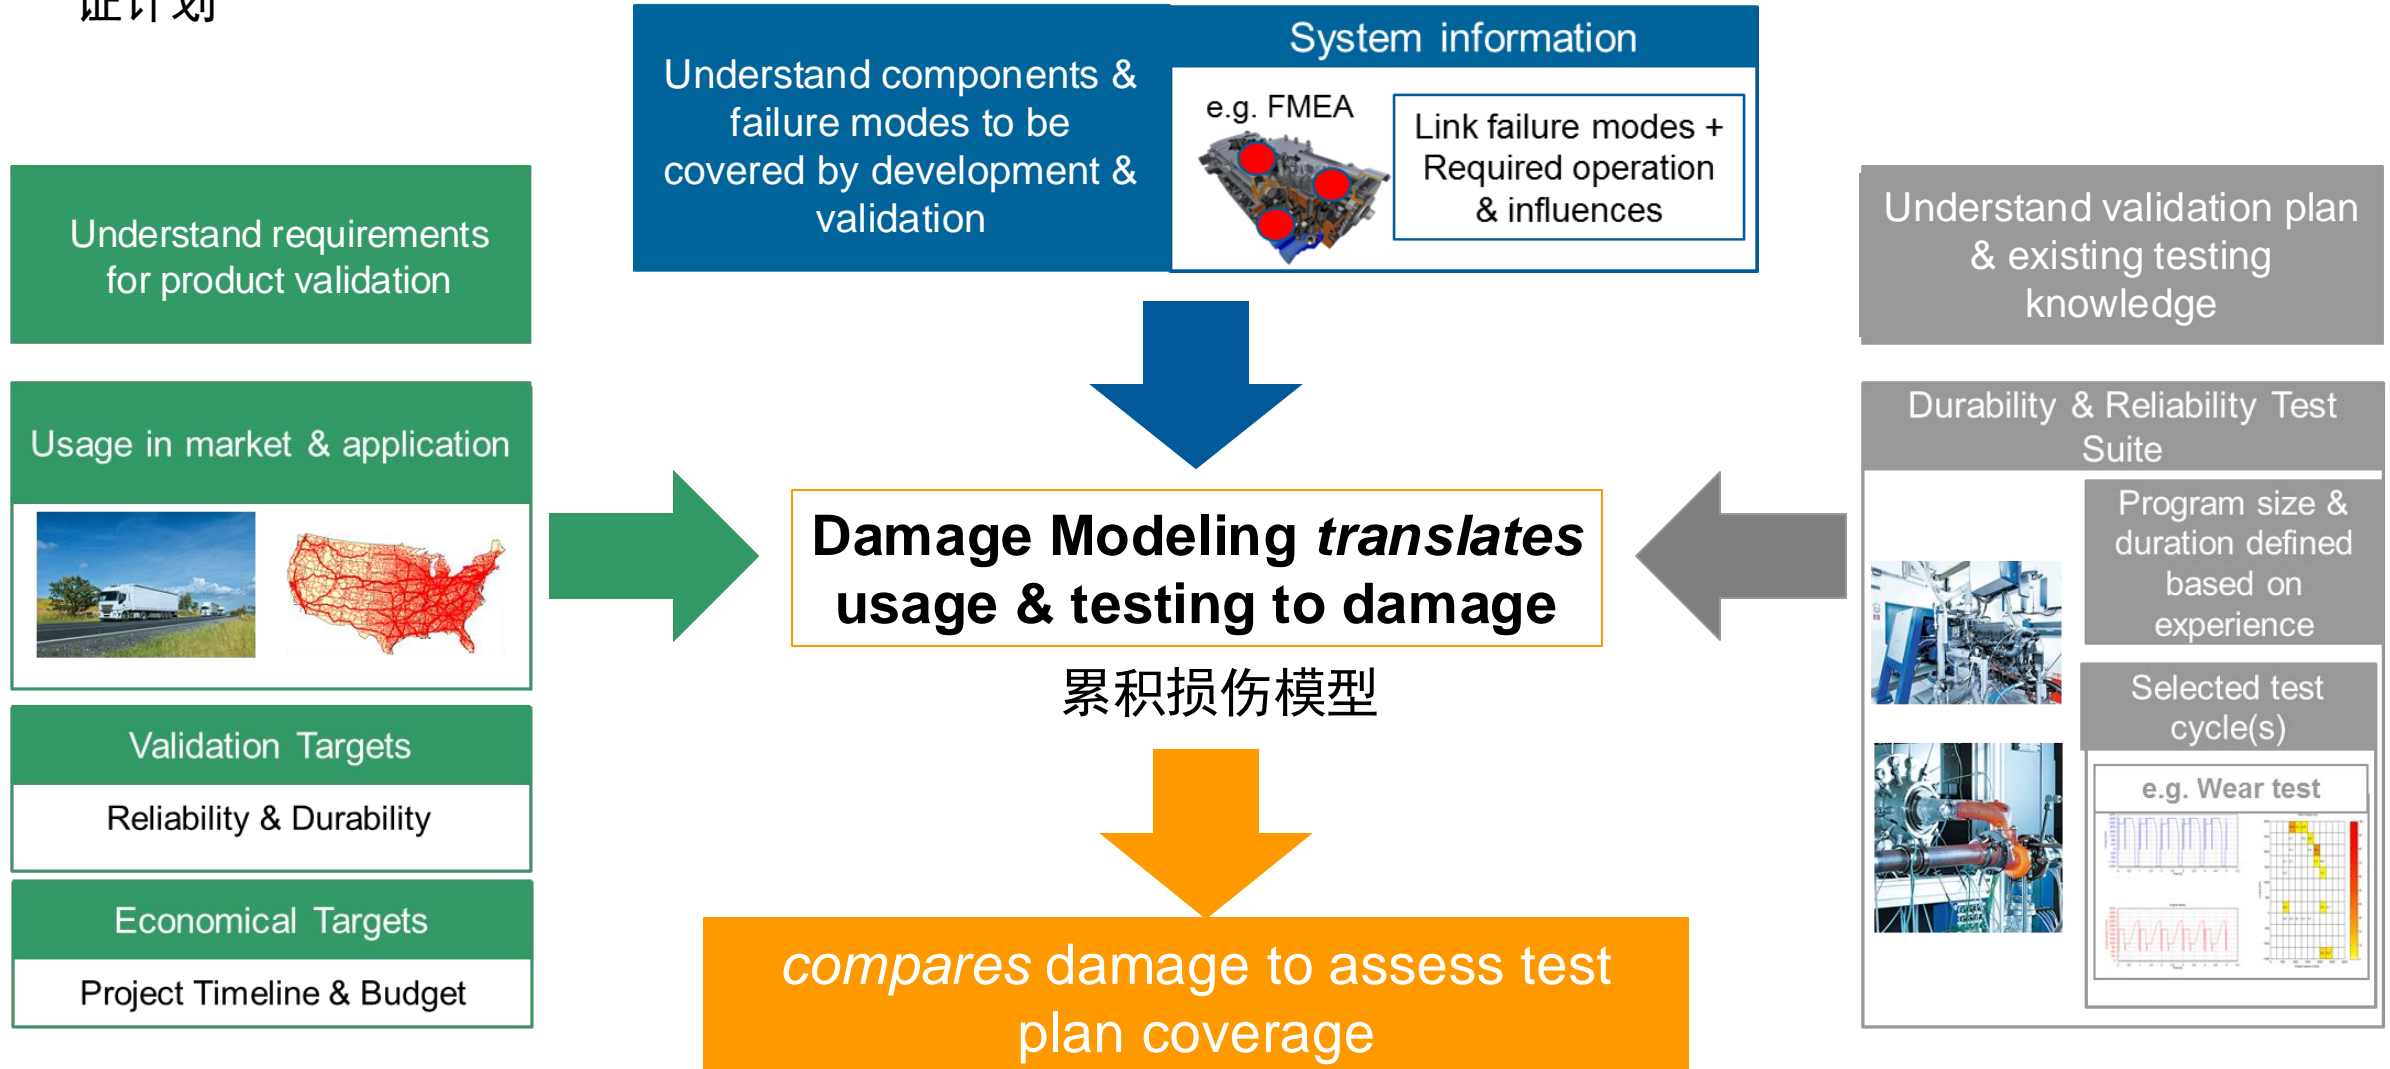 证计划
Understand components &
failure modes to be
covered by development &
validation
System information
e.g. FMEA
Link failure modes +
Required operation
& influences
Understand requirements
for product validation
Usage in market & application
Validation Targets
Reliability & Durability
Economical Targets
Project Timeline & Budget
Damage Modeling translates
usage & testing to damage
累积损伤模型
compares damage to assess test
plan coverage
Understand validation plan
& existing testing
knowledge
Durability & Reliability Test
Suite
Program size &
duration defined
based on
experience
Selected test
cycle(s)
e.g. Wear test